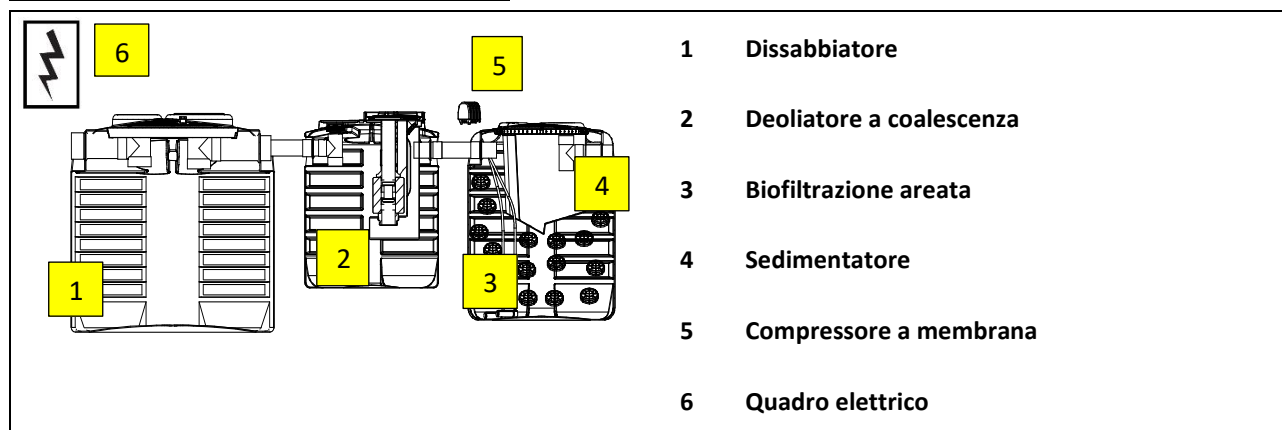 6
5
4
2
3
1
1 Dissabbiatore
2 Deoliatore a coalescenza
3 Biofiltrazione areata
4 Sedimentatore
5 Compressore a membrana
6 Quadro elettrico